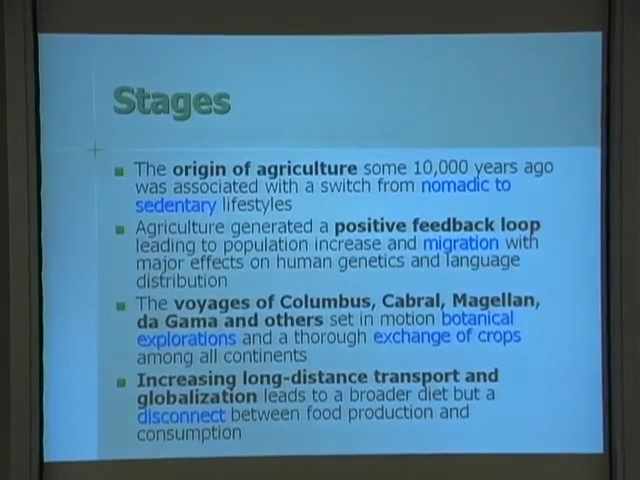 Stages
The origin of agriculture some 10,000 years ago
was associated with a switch from nomadic to
sedentary lifestyles
Agriculture generated a positive feedback loop
leading to population increase and migration with
major effects on human genetics and language
distribution
The voyages of Columbus, Cabral, Magellan,
da Gama and others set in motion botanical
explorations and a thorough exchange of crops
among all continents
Increasing long-distance transport and
globalization leads to a broader diet but a
disconnect between food production and
consumption